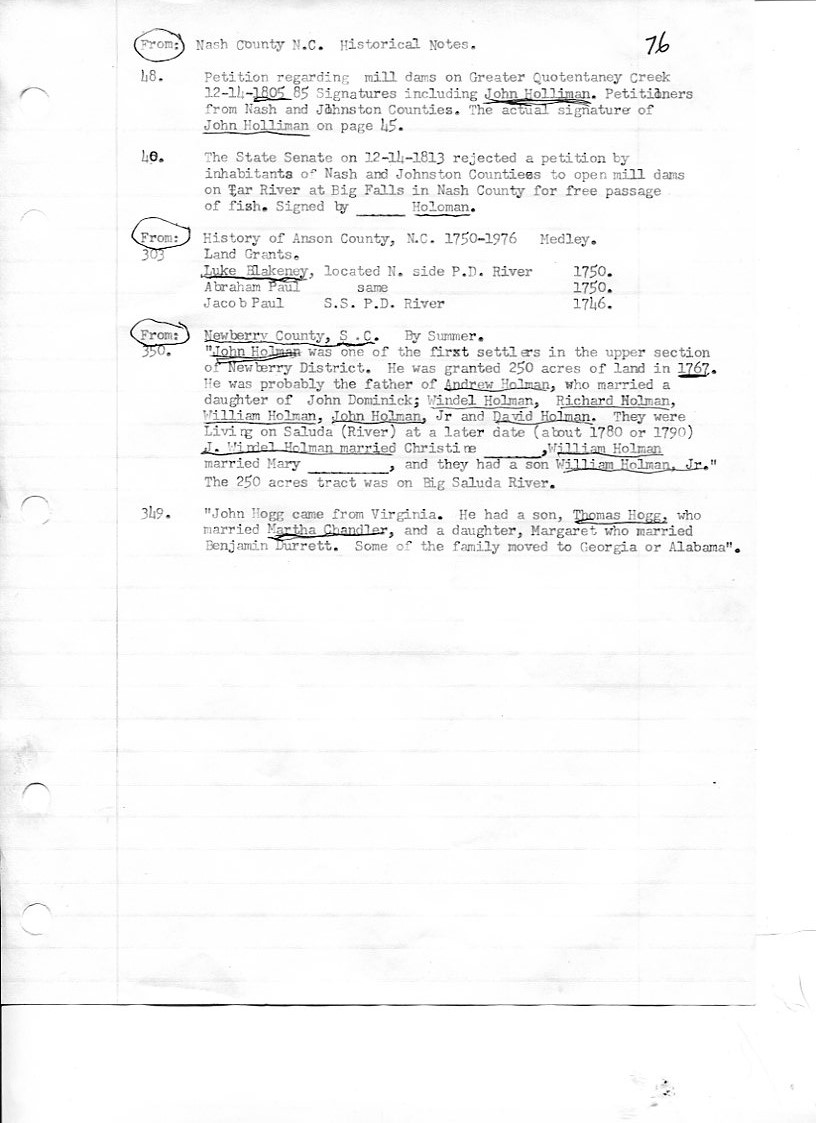 76
From: Nash County N.C. Historical Notes.
48. Petition regarding mill dams on Greater Quotentaney Creek
12-14-1805 85 Signatures including John Holliman. Petitioners
from Nash and Johnston Counties. The actual signature of
John Holliman on page 45.
40. The State Senate on 12-14-1813 rejected a petition by
inhabitants of Nash and Johnston Countiees to open mill dams
on Tar River at Big Falls in Nash County for free passage
of fish. Signed by ______ Holoman.
From: History of Anson County, N.C. 1750-1976 Medley.
303 Land Grants.
Luke Blakeney, located N. side P.D. River 1750.
Abraham Paul same 1750.
Jacob Paul S.S. P.D. River 1746.
From: Newberry County, S .C. By Summer.
350. "John Holman was one of the firxt settlers in the upper section
of Newberry District. He was granted 250 acres of land in 1767.
He was probably the father of Andrew Holman, who married a
daughter of John Dominick; Windel Holman, Richard Nolman,
William Holman, John Holman, Jr and David Holman. They were
Living on Saluda (River) at a later date (about 1780 or 1790)
J. Windel Holman married Christine ______,William Holman
married Mary __________, and they had a son William Holman, Jr."
The 250 acres tract was on Big Saluda River.
349. "John Hogg came from Virginia. He had a son, Thomas Hogg, who
married Martha Chandler, and a daughter, Margaret who married
Benjamin Durrett. Some of the family moved to Georgia or Alabama".